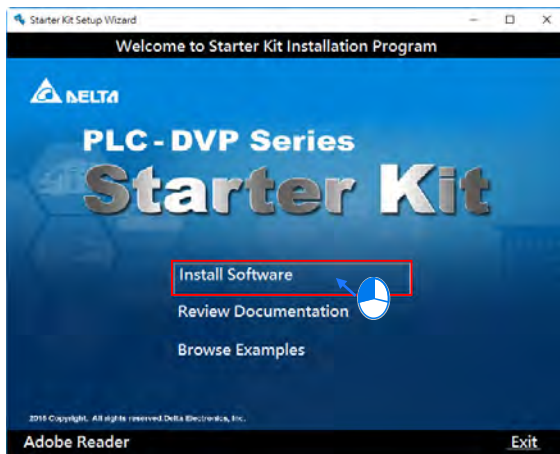 Starter Kit Setup Wizard
Welcome to Starter Kit Installation Program
DELTA
PLC-DVP Series
Starter Kit
Install Software
Review Documentation
Browse Examples
2015 Copyright. All rights reserved.Delta Electronics, Inc.
Adobe Reader Exit